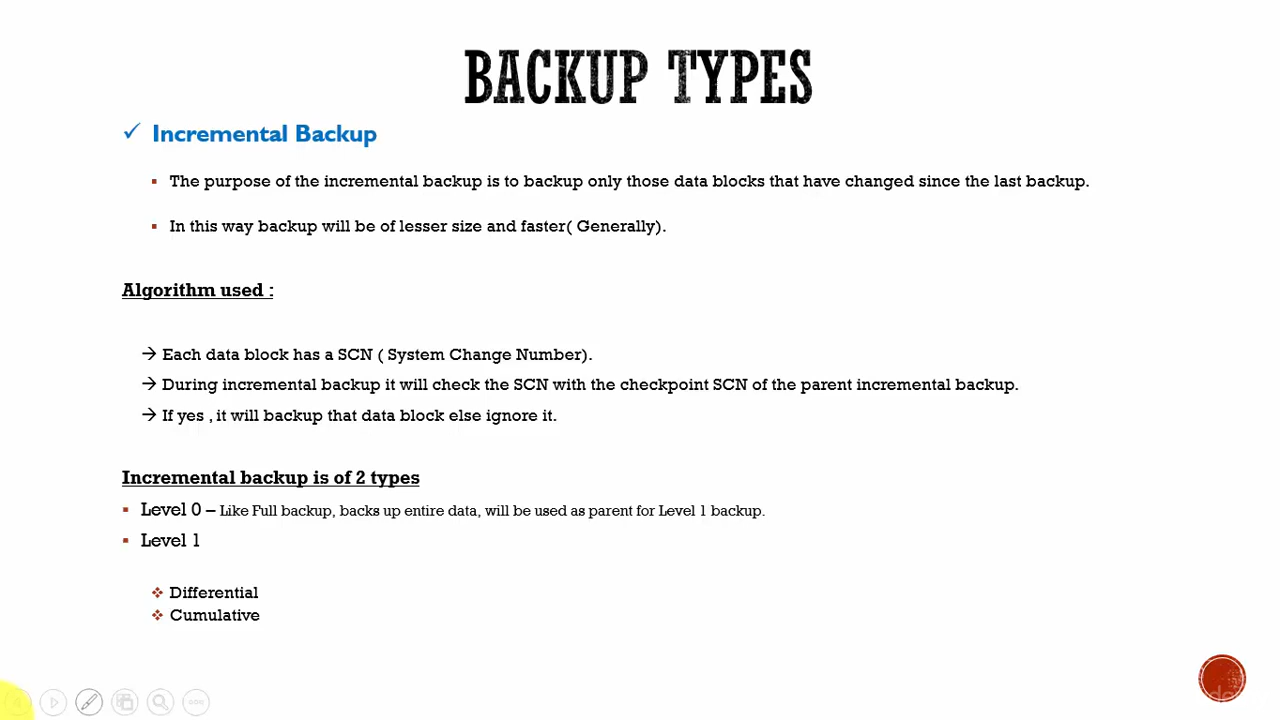 BACKUP TYPES
✓ Incremental Backup
▪ The purpose of the incremental backup is to backup only those data blocks that have changed since the last backup.
▪ In this way backup will be of lesser size and faster( Generally).
Algorithm used :
→ Each data block has a SCN ( System Change Number).
→ During incremental backup it will check the SCN with the checkpoint SCN of the parent incremental backup.
→ If yes , it will backup that data block else ignore it.
Incremental backup is of 2 types
▪ Level 0 – Like Full backup, backs up entire data, will be used as parent for Level 1 backup.
▪ Level 1
❖ Differential
❖ Cumulative